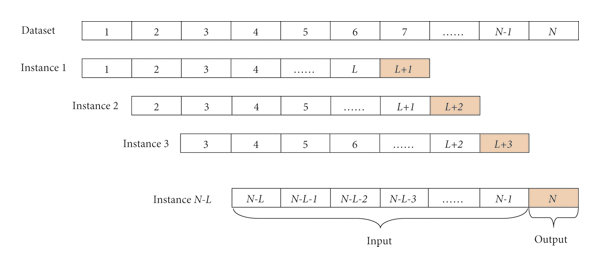 Dataset 1 2 3 4 5 6 7 …… N-1 N
Instance 1 1 2 3 4 …… L L+1
Instance 2 2 3 4 5 …… L+1 L+2
Instance 3 3 4 5 6 …… L+2 L+3
Instance N-L N-L N-L-1 N-L-2 N-L-3 …… N-1 N
Input Output